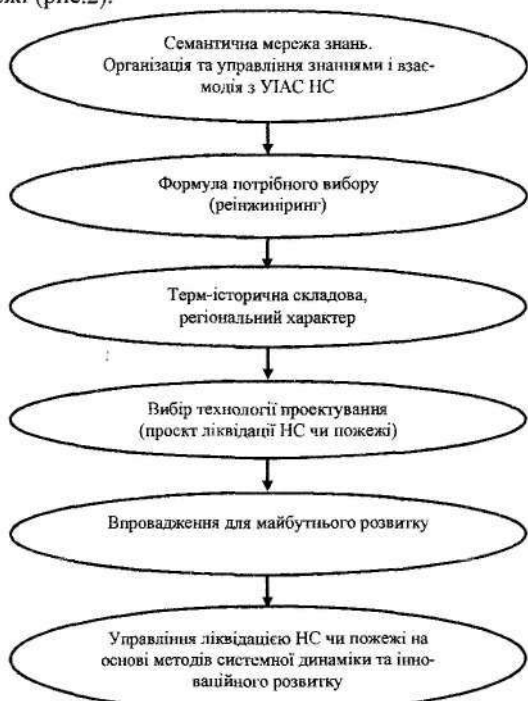 жі (рис.2).
Семантична мережа знань.
Організація та управління знаннями і взає-
модія з УІАС НС
Формула потрібного вибору
(реінжиніринг)
Терм-історична складова,
регіональний характер
Вибір технології проектування
(проєкт ліквідації НС чи пожежі)
Впровадження для майбутнього розвитку
Управління ліквідацією НС чи пожежі на
основі методів системної динаміки та інно-
ваційного розвитку